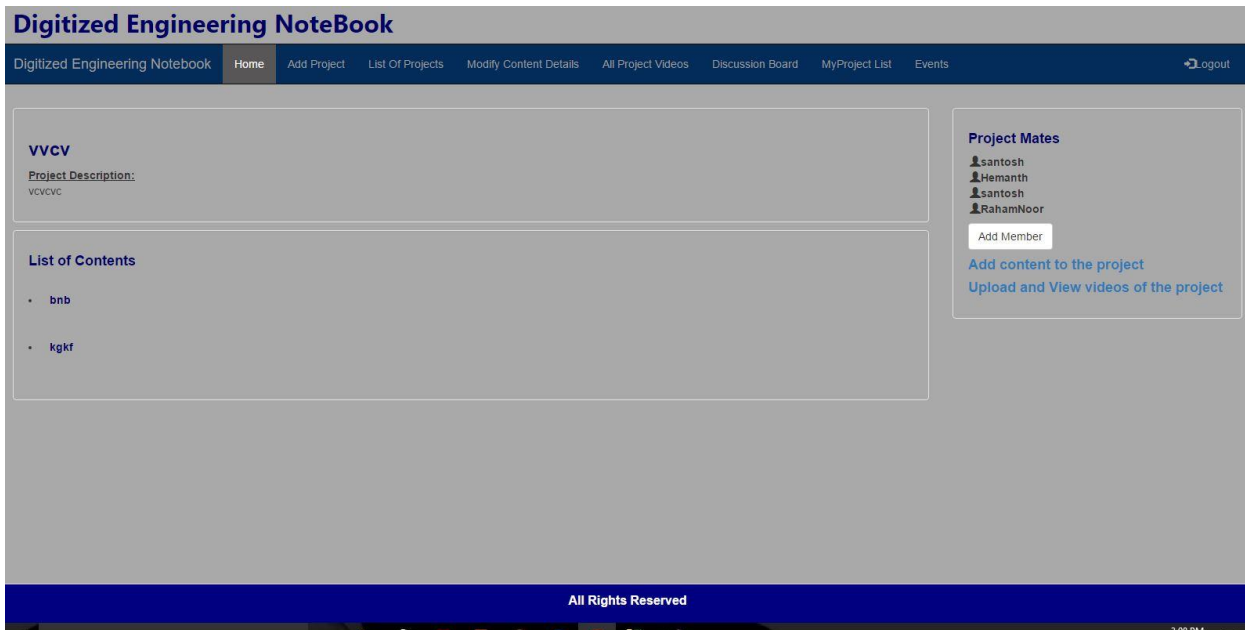 Digitized Engineering NoteBook
Digitized Engineering Notebook Home Add Project List Of Projects Modify Content Details All Project Videos Discussion Board MyProject List Events Logout
vvcv
Project Description:
vcvcvc
List of Contents
bnb
kgkf
Project Mates
santosh
Hemanth
santosh
RahamNoor
Add Member
Add content to the project
Upload and View videos of the project
All Rights Reserved